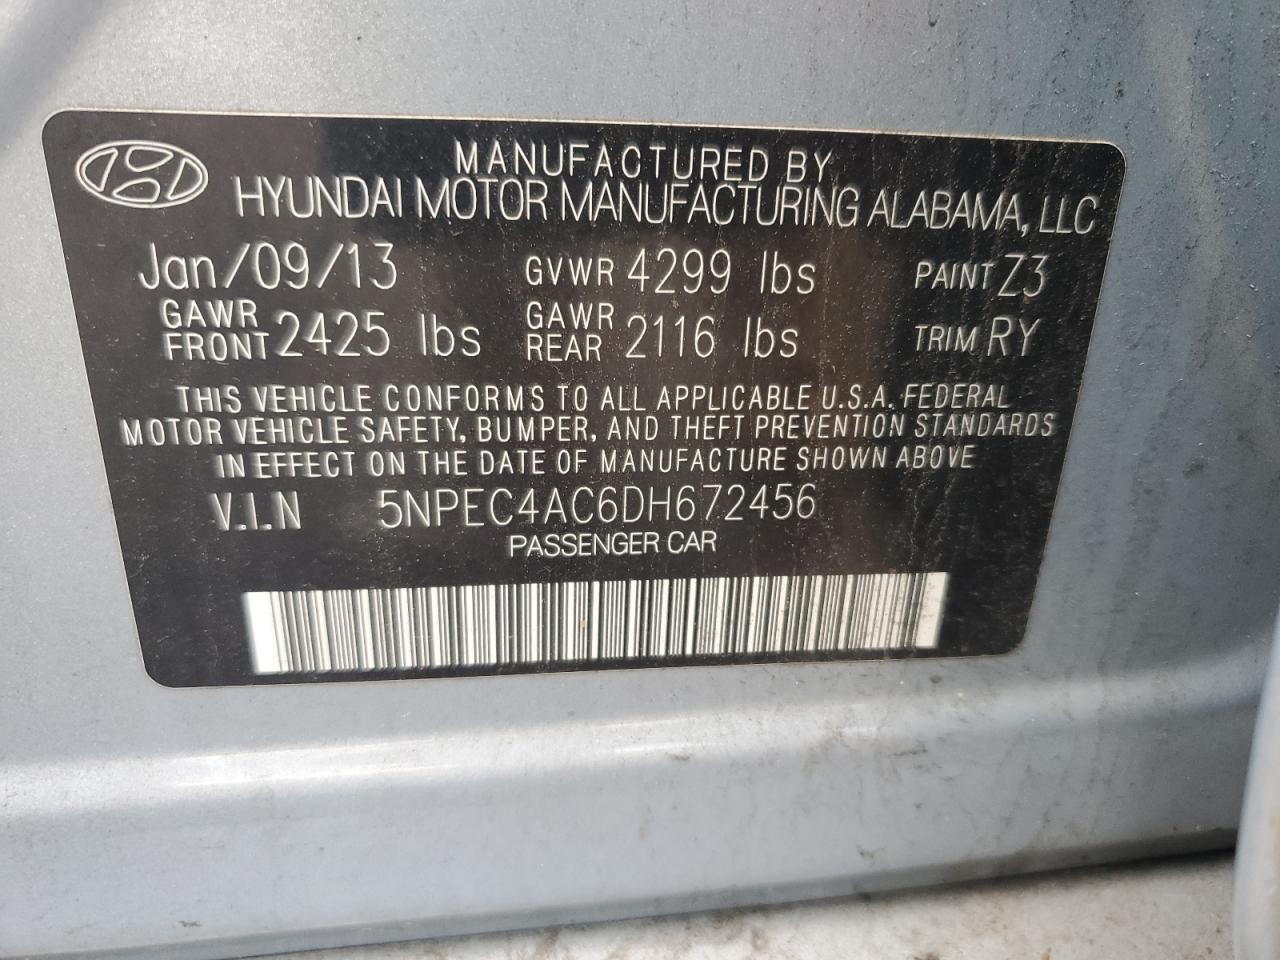 MANUFACTURED BY
HYUNDAI MOTOR MANUFACTURING ALABAMA, LLC
Jan/09/13 GVWR 4299 lbs PAINT Z3
GAWR FRONT 2425 lbs GAWR REAR 2116 lbs TRIM RY
THIS VEHICLE CONFORMS TO ALL APPLICABLE U.S.A. FEDERAL
MOTOR VEHICLE SAFETY, BUMPER, AND THEFT PREVENTION STANDARDS
IN EFFECT ON THE DATE OF MANUFACTURE SHOWN ABOVE
V.I.N 5NPEC4AC6DH672456
PASSENGER CAR